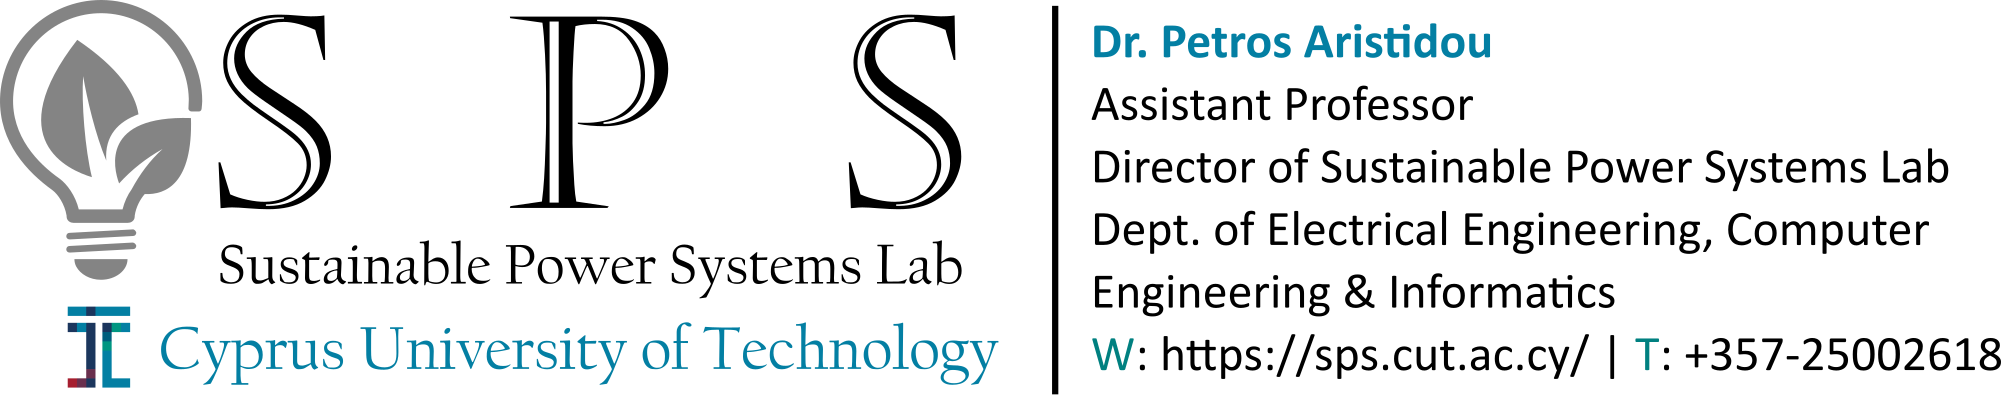 S P S
Sustainable Power Systems Lab
Cyprus University of Technology
Dr. Petros Aristidou
Assistant Professor
Director of Sustainable Power Systems Lab
Dept. of Electrical Engineering, Computer
Engineering & Informatics
W: https://sps.cut.ac.cy/ | T: +357-25002618